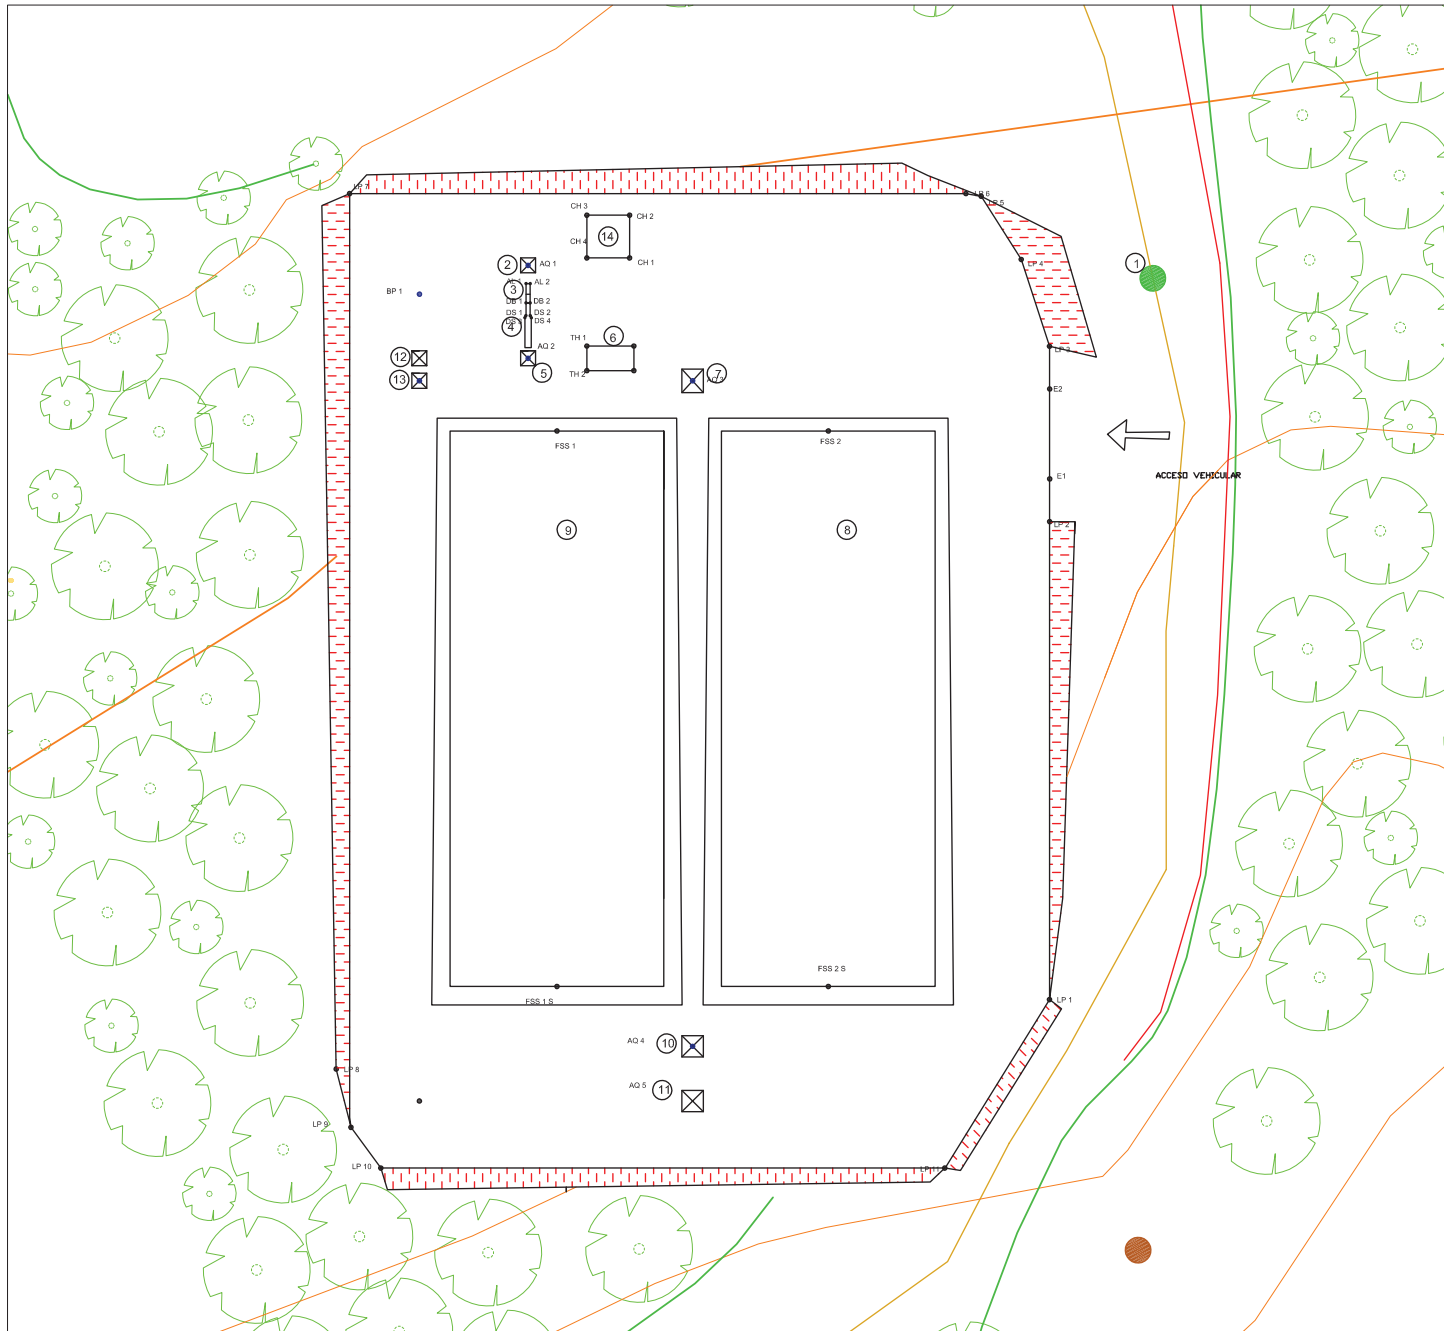 LP 7
LP 6
LP 5
CH 3
CH 2
14
CH 4
CH 1
LP 4
1
2
AQ 1
AL 2
3
BP 1
DB 1
DB 2
DS 1
DS 2
DS 4
4
TH 1
6
AQ 2
LP 3
12
5
TH 2
7
13
E2
FSS 1
FSS 2
E1
ACCESO VEHICULAR
LP 2
9
8
FSS 2 S
FSS 1 S
LP 1
AQ 4
10
LP 8
AQ 5
11
LP 9
LP 10
LP 11